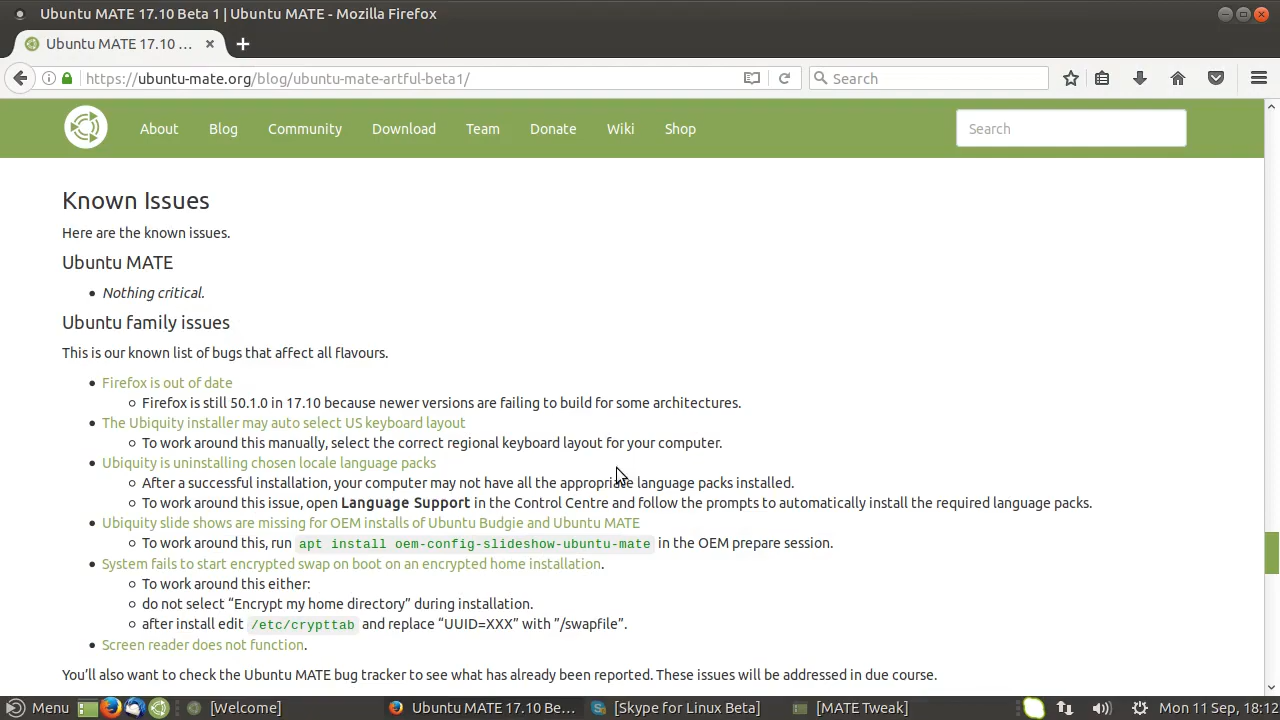 Ubuntu MATE 17.10 Beta 1 | Ubuntu MATE - Mozilla Firefox
Ubuntu MATE 17.10 ...
https://ubuntu-mate.org/blog/ubuntu-mate-artful-beta1/
Search
About Blog Community Download Team Donate Wiki Shop
Search
Known Issues
Here are the known issues.
Ubuntu MATE
Nothing critical.
Ubuntu family issues
This is our known list of bugs that affect all flavours.
Firefox is out of date
Firefox is still 50.1.0 in 17.10 because newer versions are failing to build for some architectures.
The Ubiquity installer may auto select US keyboard layout
To work around this manually, select the correct regional keyboard layout for your computer.
Ubiquity is uninstalling chosen locale language packs
After a successful installation, your computer may not have all the appropriate language packs installed.
To work around this issue, open Language Support in the Control Centre and follow the prompts to automatically install the required language packs.
Ubiquity slide shows are missing for OEM installs of Ubuntu Budgie and Ubuntu MATE
To work around this, run apt install oem-config-slideshow-ubuntu-mate in the OEM prepare session.
System fails to start encrypted swap on boot on an encrypted home installation.
To work around this either:
do not select “Encrypt my home directory” during installation.
after install edit /etc/crypttab and replace “UUID=XXX” with ”/swapfile”.
Screen reader does not function.
You’ll also want to check the Ubuntu MATE bug tracker to see what has already been reported. These issues will be addressed in due course.
Menu [Welcome] Ubuntu MATE 17.10 Be... [Skype for Linux Beta] [MATE Tweak] Mon 11 Sep, 18:12